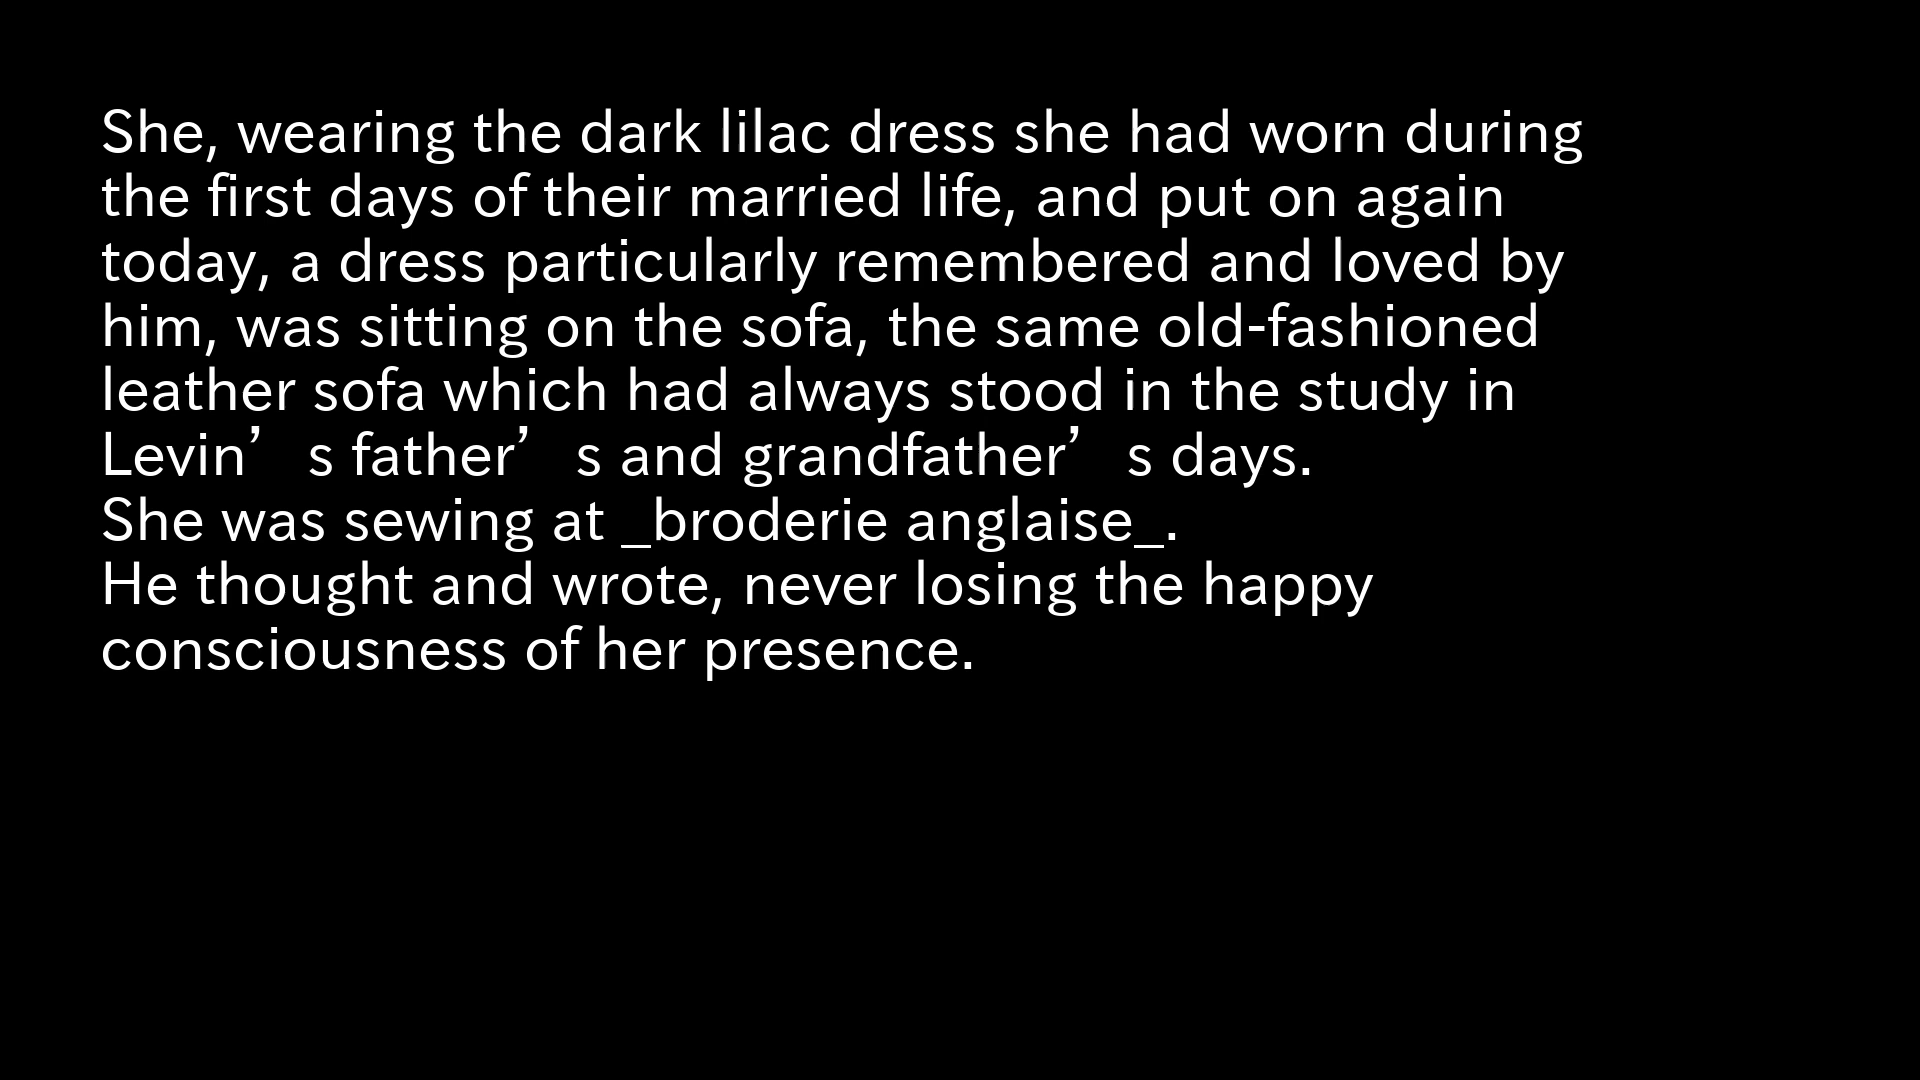 She, wearing the dark lilac dress she had worn during
the first days of their married life, and put on again
today, a dress particularly remembered and loved by
him, was sitting on the sofa, the same old-fashioned
leather sofa which had always stood in the study in
Levin’s father’s and grandfather’s days.
She was sewing at _broderie anglaise_.
He thought and wrote, never losing the happy
consciousness of her presence.